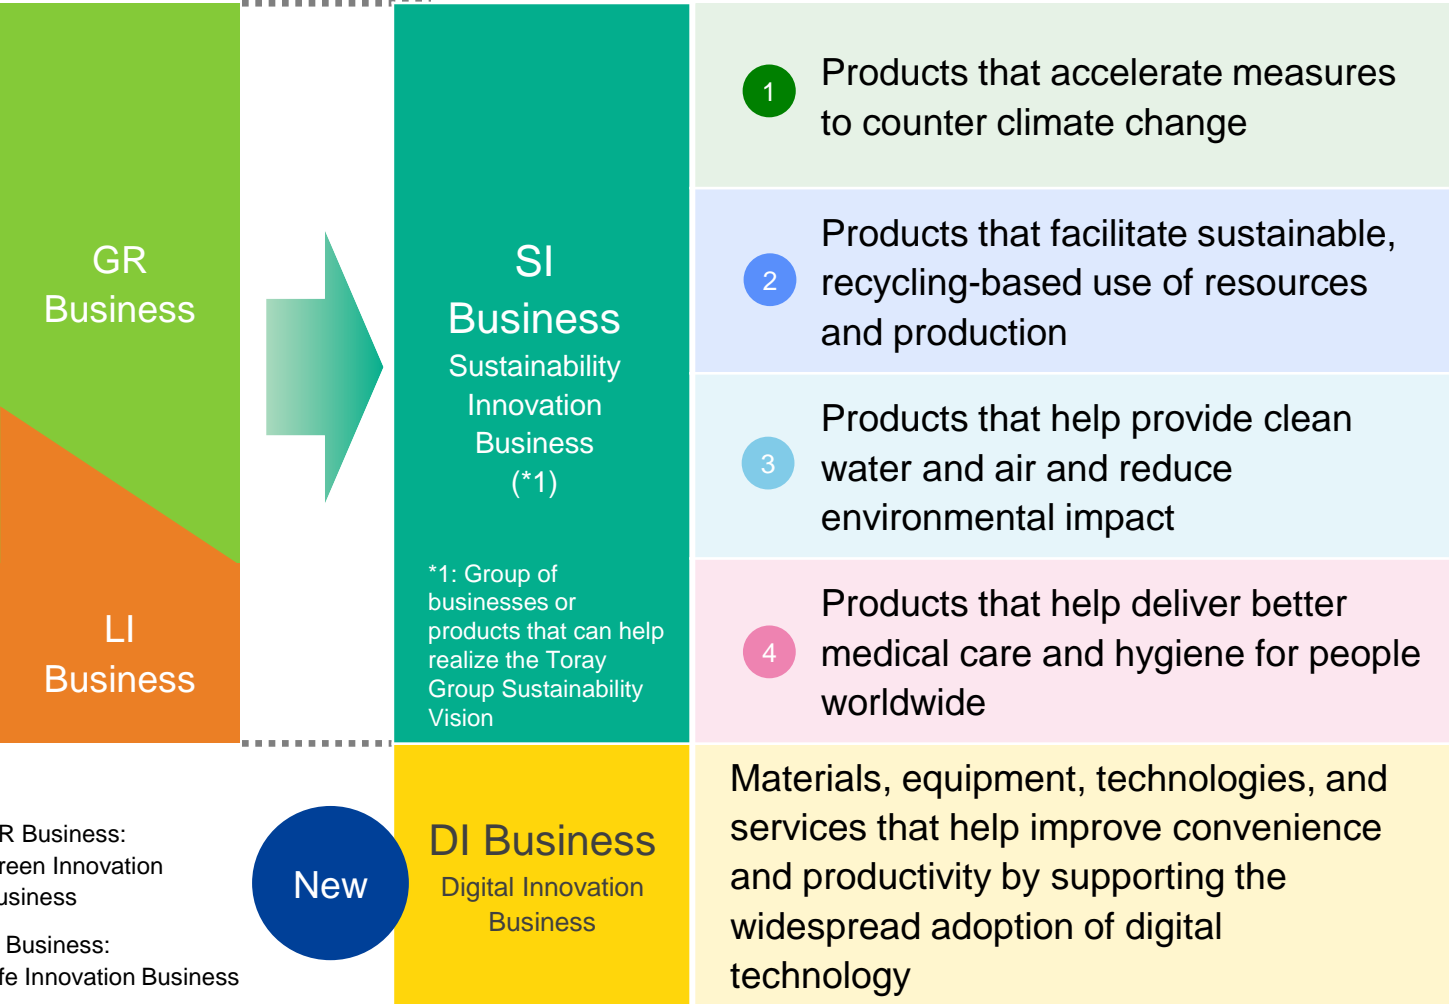 GR
Business
LI
Business
R Business:
reen Innovation
usiness
Business:
fe Innovation Business
SI
Business
Sustainability
Innovation
Business
(*1)
*1: Group of
businesses or
products that can help
realize the Toray
Group Sustainability
Vision
New
DI Business
Digital Innovation
Business
1
Products that accelerate measures
to counter climate change
2
Products that facilitate sustainable,
recycling-based use of resources
and production
3
Products that help provide clean
water and air and reduce
environmental impact
4
Products that help deliver better
medical care and hygiene for people
worldwide
Materials, equipment, technologies, and
services that help improve convenience
and productivity by supporting the
widespread adoption of digital
technology